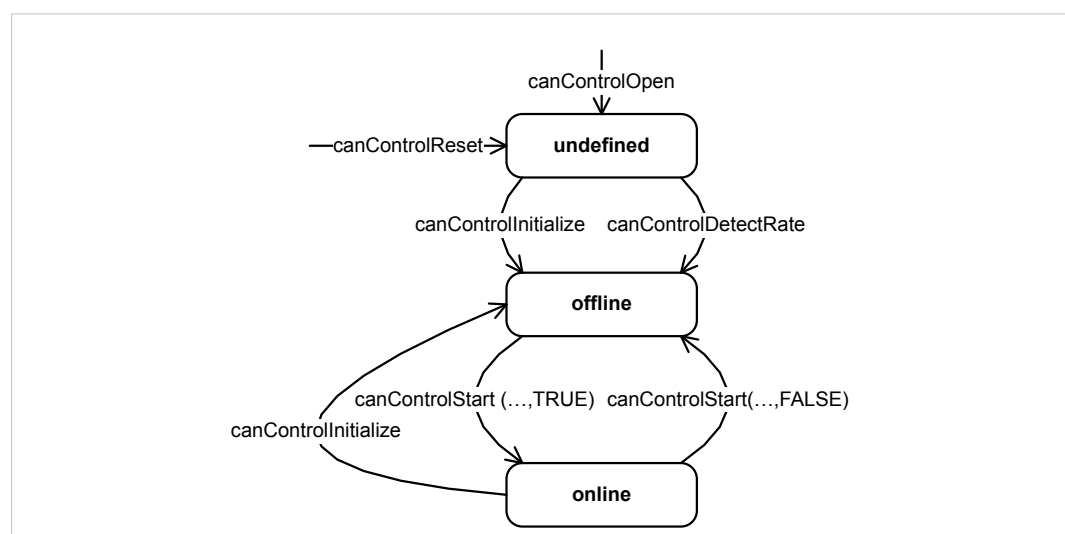 canControlOpen
canControlReset
undefined
canControlInitialize
canControlDetectRate
offline
canControlStart (…,TRUE)
canControlStart(…,FALSE)
canControlInitialize
online